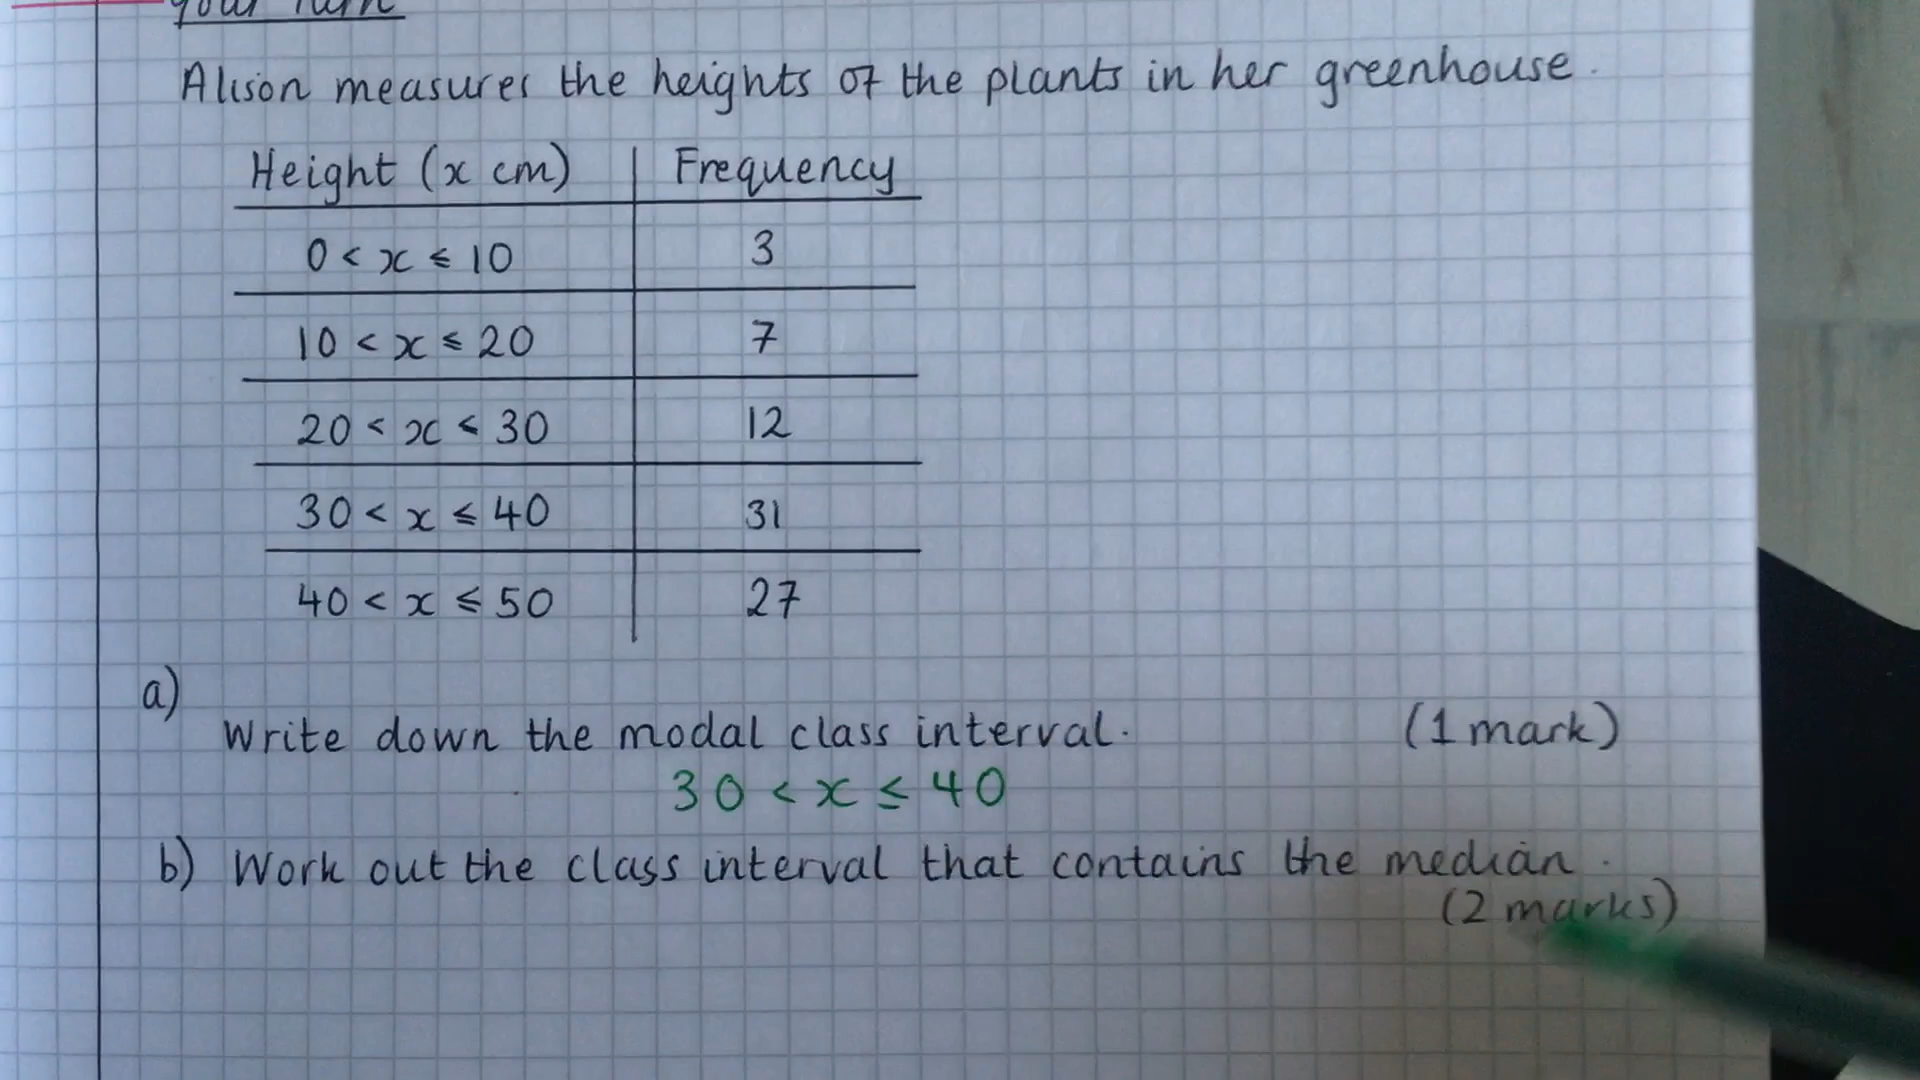 your turn
Alison measures the heights of the plants in her greenhouse.
Height (x cm) Frequency
0 < x ≤ 10 3
10 < x ≤ 20 7
20 < x ≤ 30 12
30 < x ≤ 40 31
40 < x ≤ 50 27
a)
Write down the modal class interval. (1 mark)
30 < x ≤ 40
b) Work out the class interval that contains the median.
(2 marks)